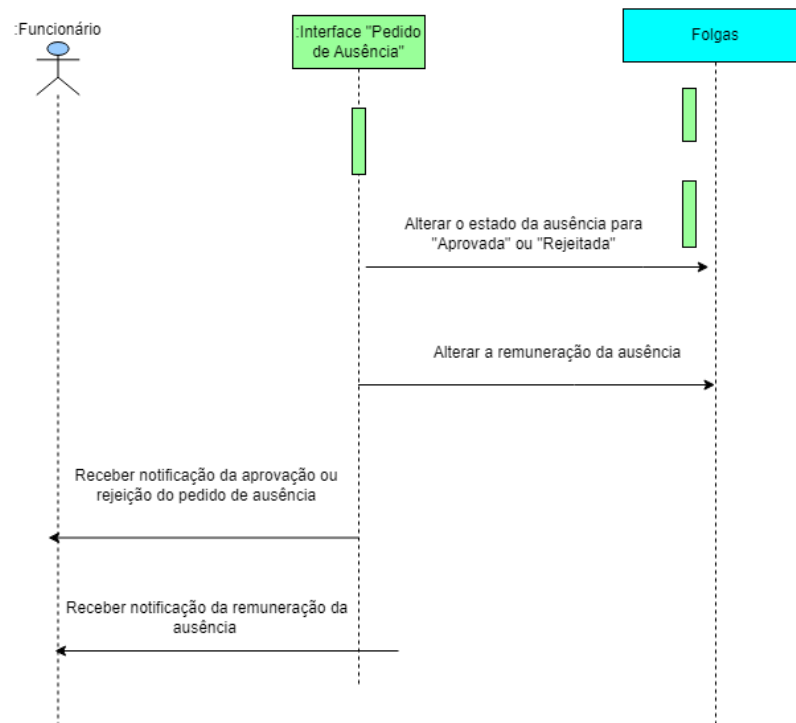 :Funcionário
:Interface "Pedido
de Ausência"
Folgas
Alterar o estado da ausência para
"Aprovada" ou "Rejeitada"
Alterar a remuneração da ausência
Receber notificação da aprovação ou
rejeição do pedido de ausência
Receber notificação da remuneração da
ausência